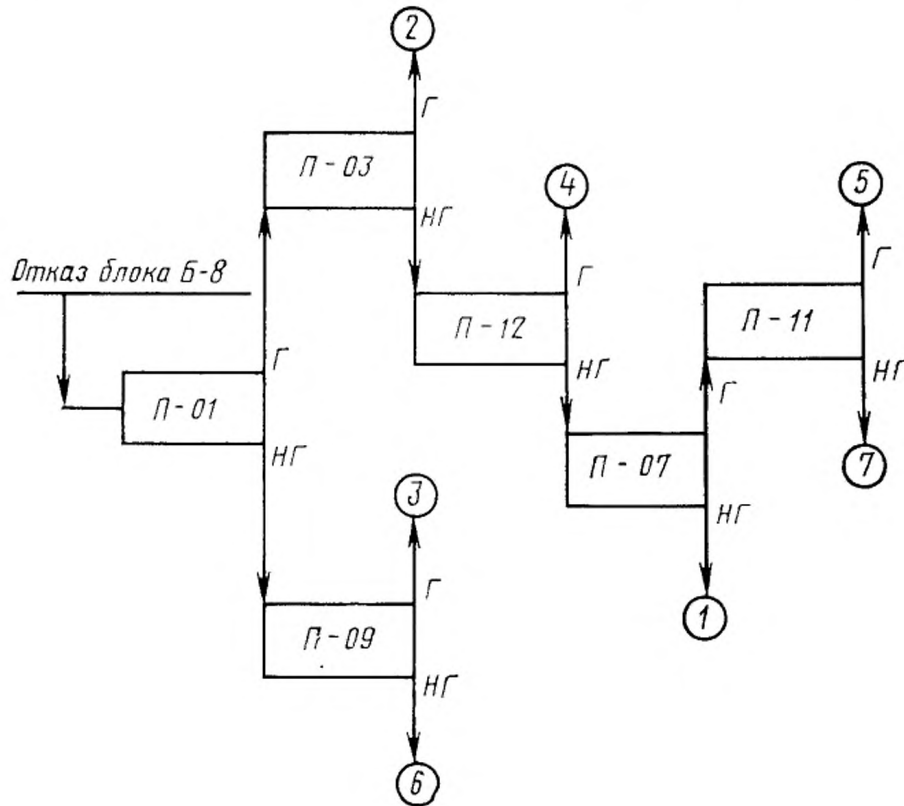 2
Г
П-03
НГ
4
5
Отказ блока Б-8
Г
Г
П-12
П-11
Г
НГ
НГ
П-01
Г
НГ
П-07
7
3
НГ
Г
1
П-09
НГ
6